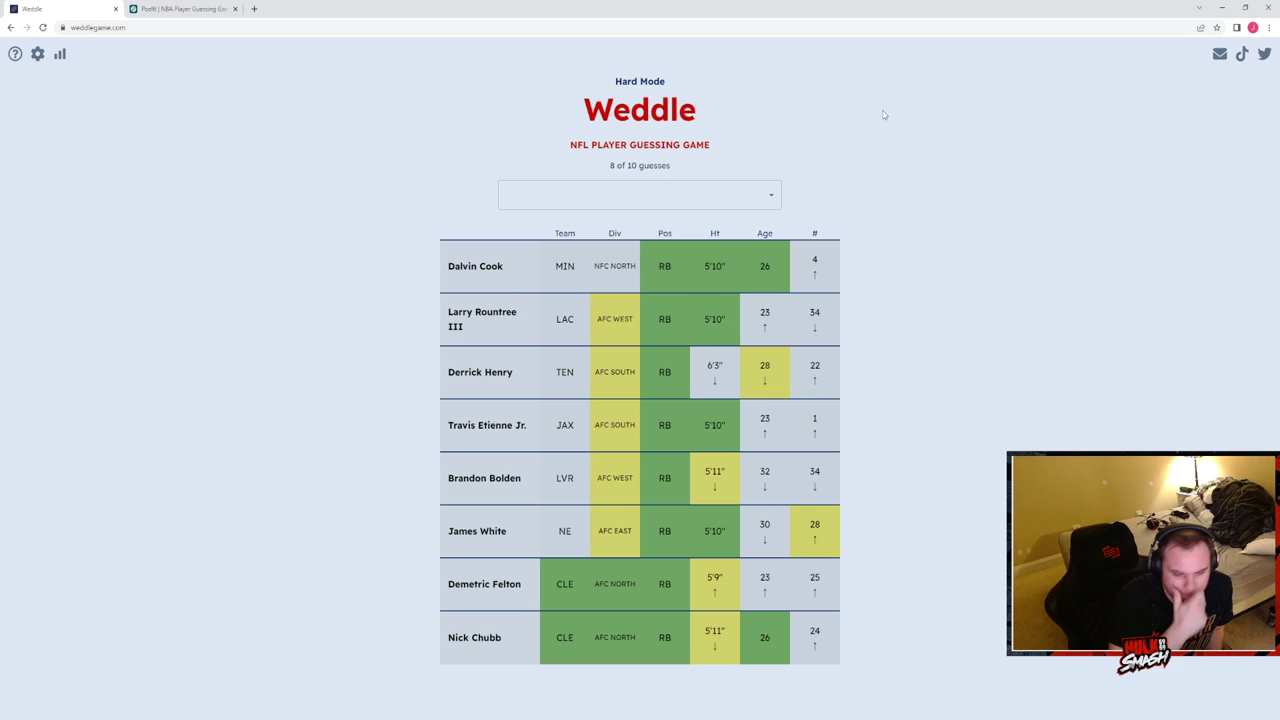 Weddle
Poeltl | NBA Player Guessing Ga
weddlegame.com
J
Hard Mode
Weddle
NFL PLAYER GUESSING GAME
8 of 10 guesses
Team Div Pos Ht Age #
Dalvin Cook MIN NFC NORTH RB 5'10" 26 4 ↑
Larry Rountree III LAC AFC WEST RB 5'10" 23 ↑ 34 ↓
Derrick Henry TEN AFC SOUTH RB 6'3" ↓ 28 ↓ 22 ↑
Travis Etienne Jr. JAX AFC SOUTH RB 5'10" 23 ↑ 1 ↑
Brandon Bolden LVR AFC WEST RB 5'11" ↓ 32 ↓ 34 ↓
James White NE AFC EAST RB 5'10" 30 ↓ 28 ↑
Demetric Felton CLE AFC NORTH RB 5'9" ↑ 23 ↑ 25 ↑
Nick Chubb CLE AFC NORTH RB 5'11" ↓ 26 24 ↑
HULK
SMASH